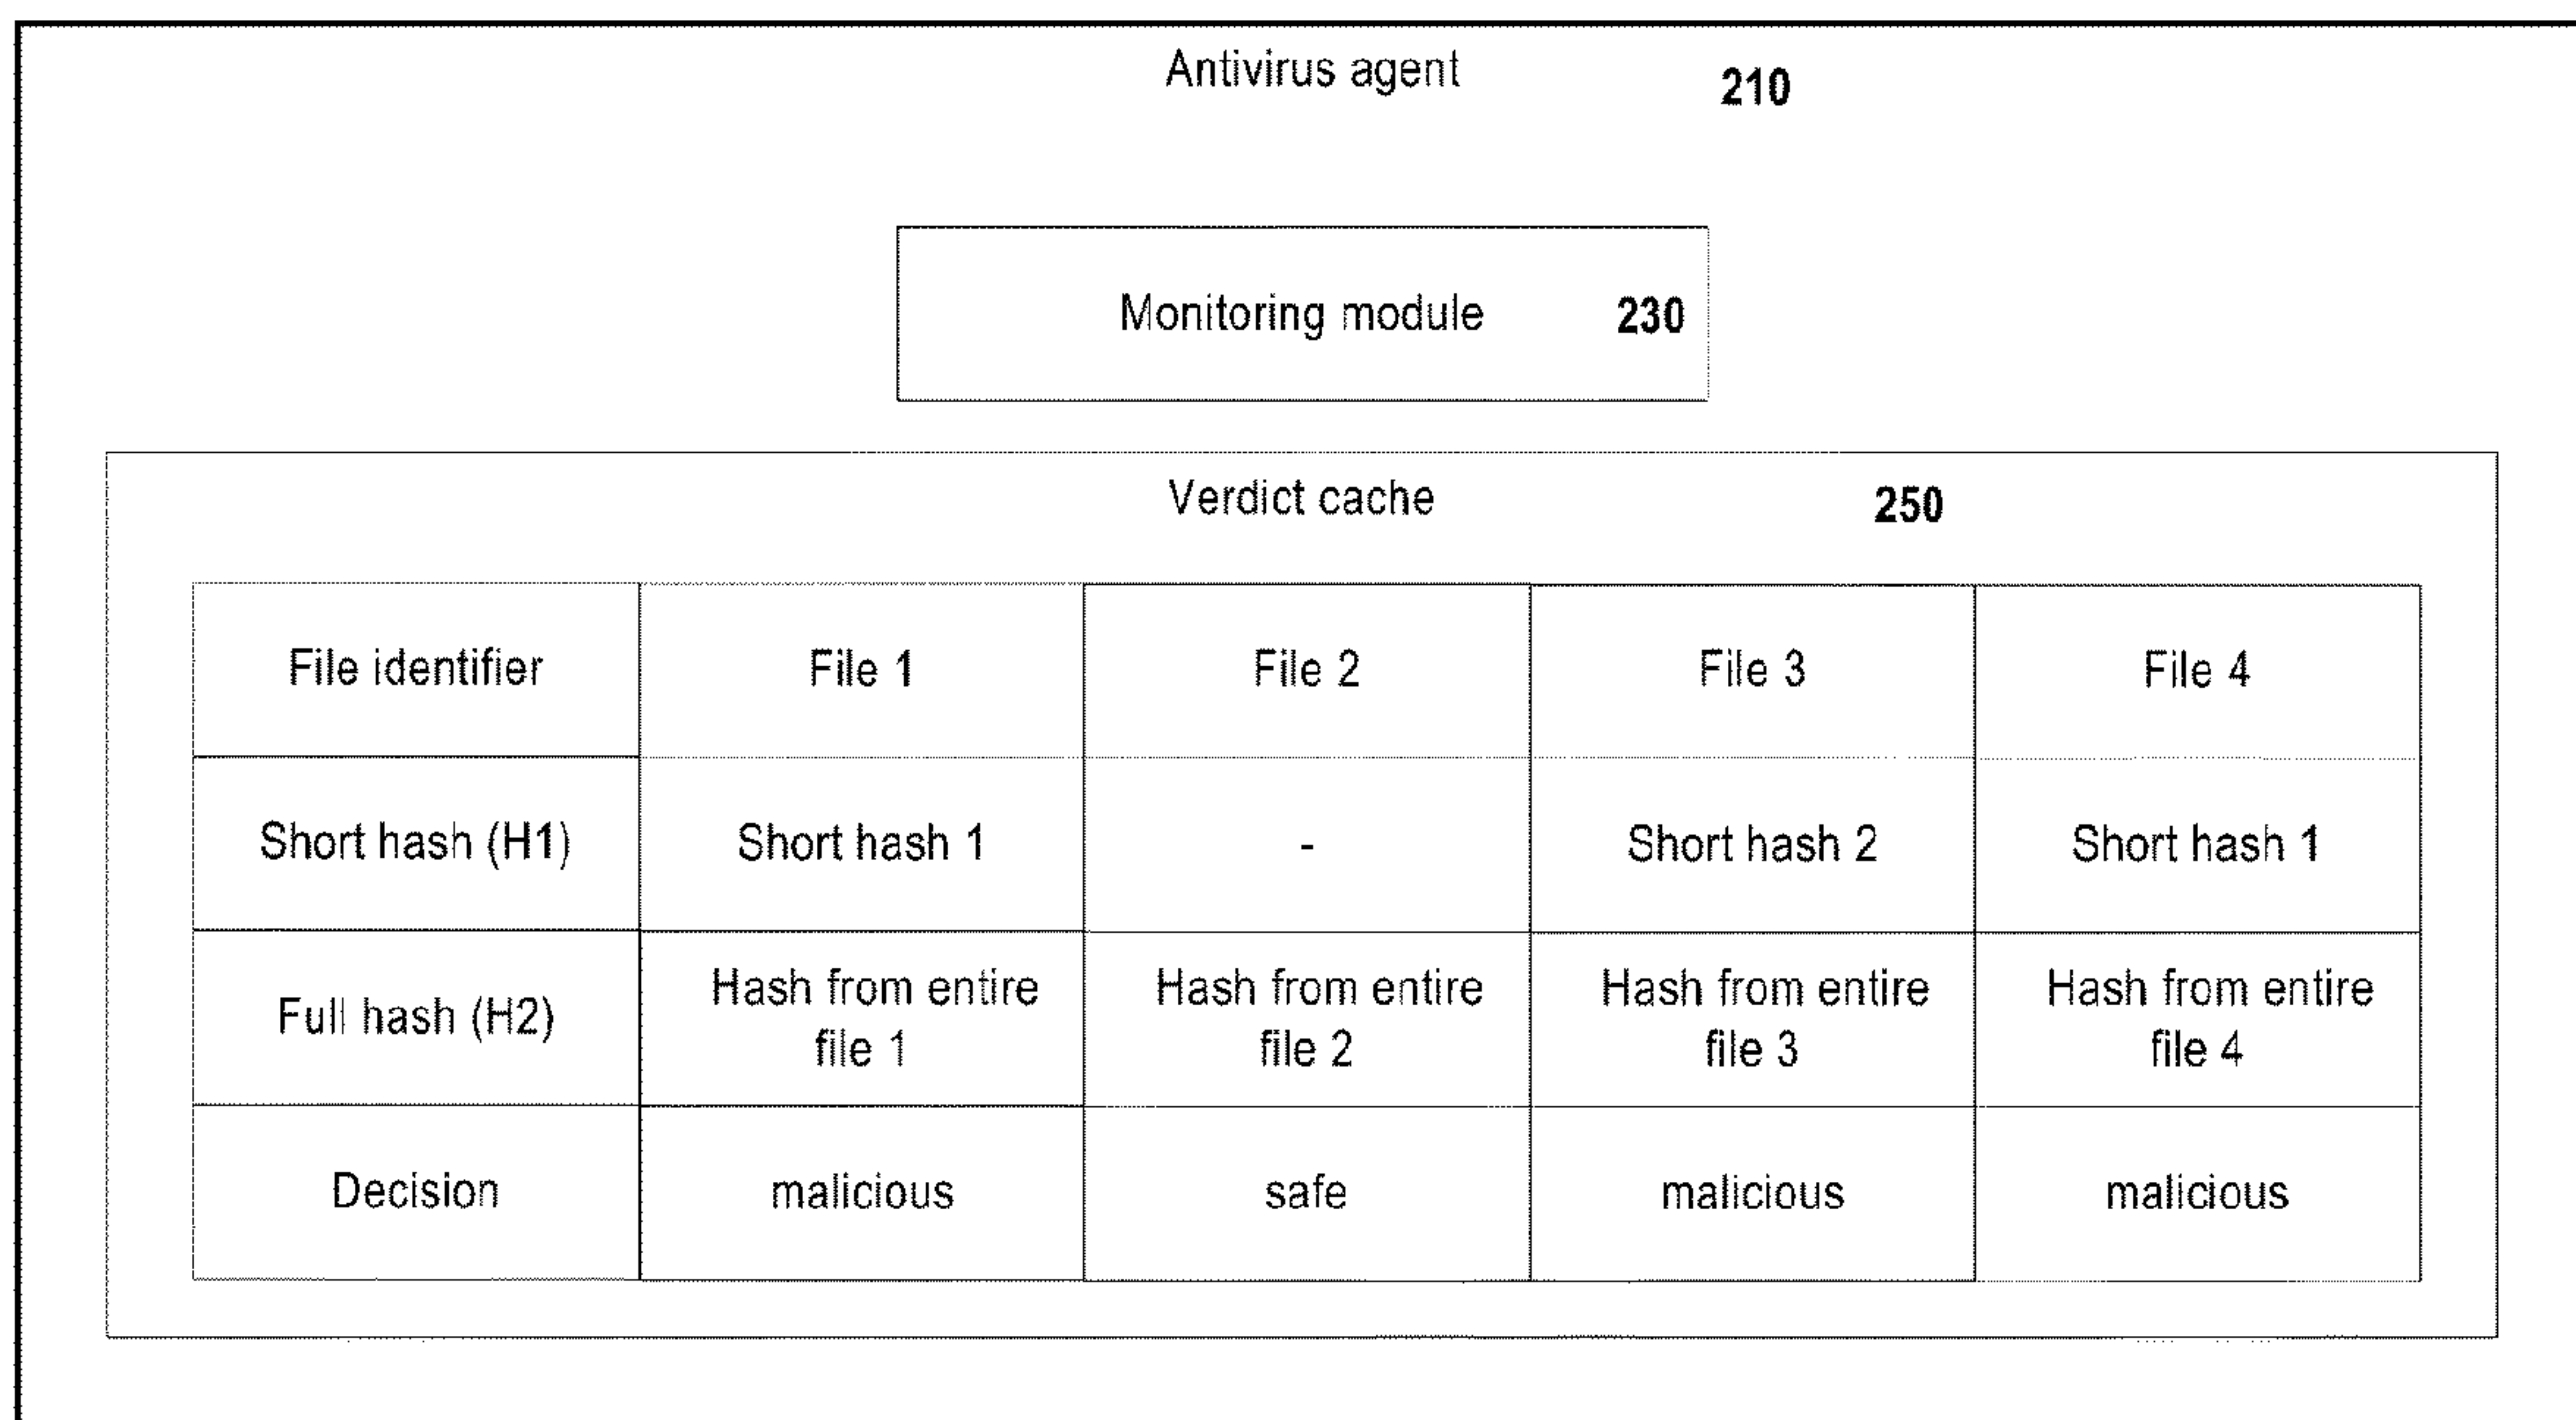 Antivirus agent 210
Monitoring module 230
Verdict cache 250
File identifier File 1 File 2 File 3 File 4
Short hash (H1) Short hash 1 - Short hash 2 Short hash 1
Full hash (H2) Hash from entire file 1 Hash from entire file 2 Hash from entire file 3 Hash from entire file 4
Decision malicious safe malicious malicious